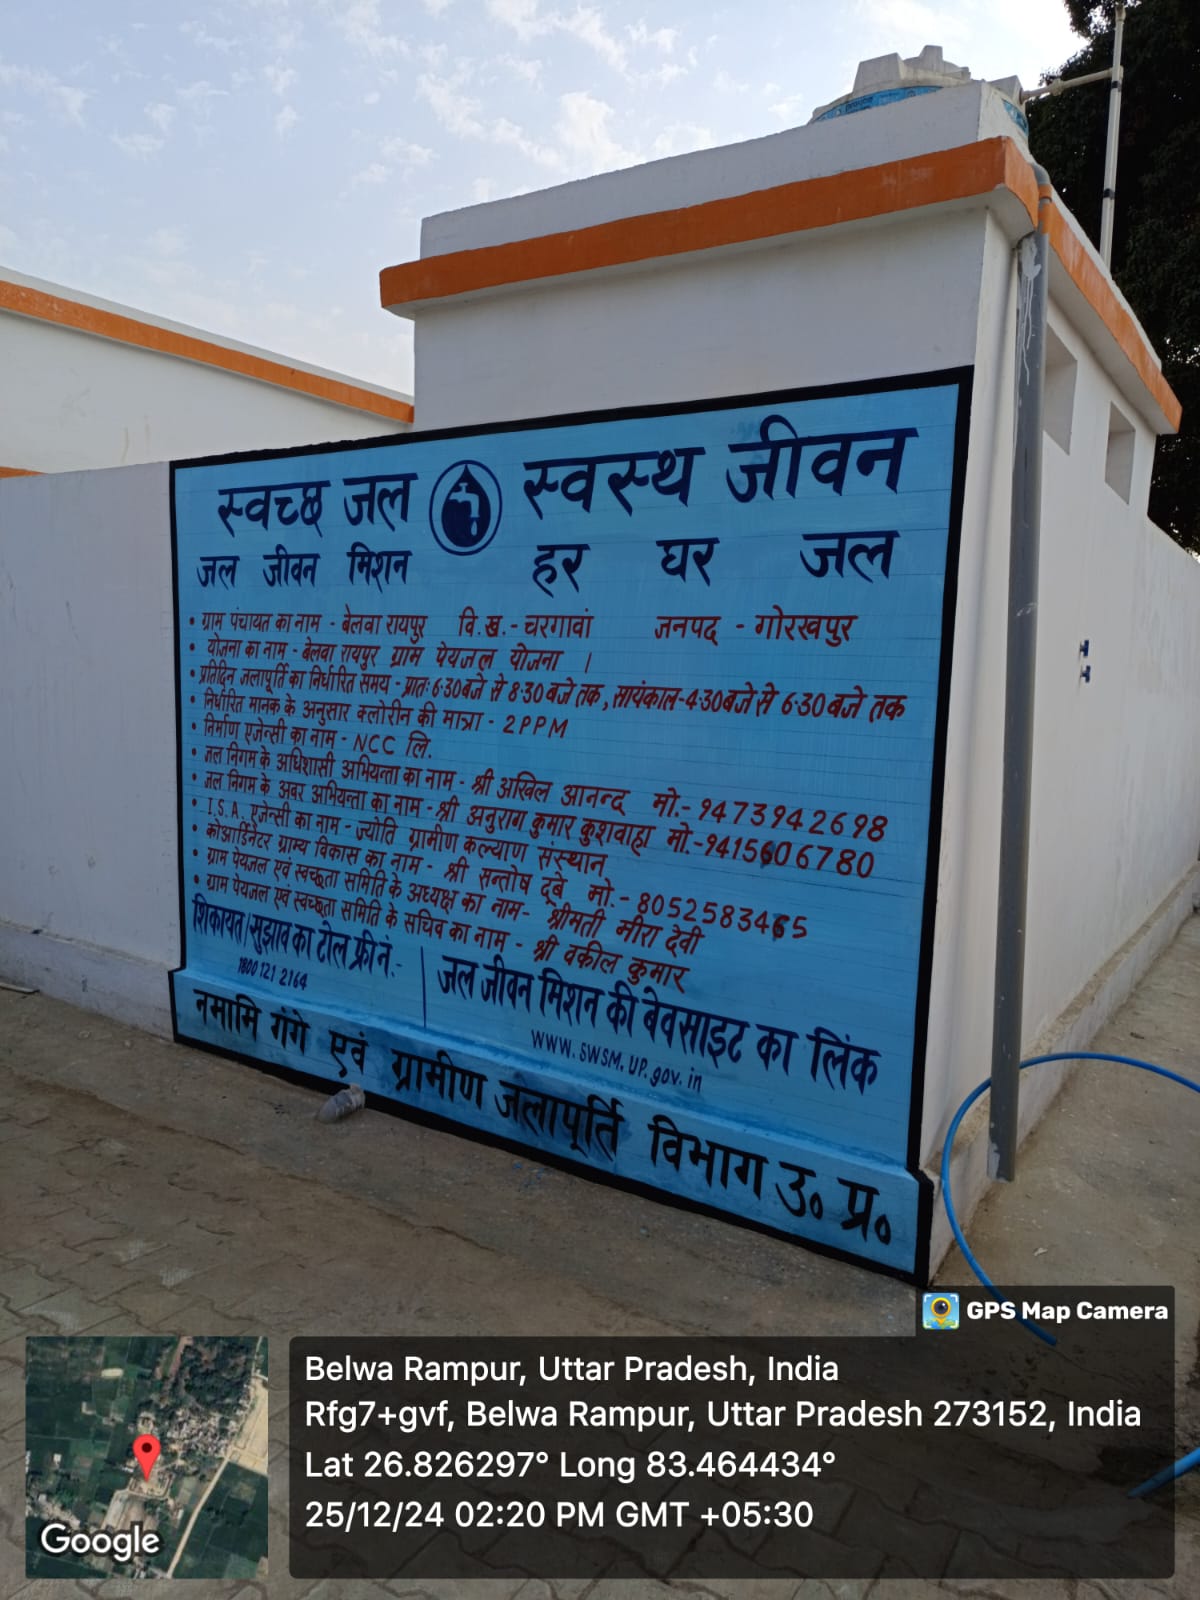 स्वच्छ जल स्वस्थ जीवन
जल जीवन मिशन हर घर जल
• ग्राम पंचायत का नाम - बेलवा रायपुर वि.ख.- चरगावां जनपद - गोरखपुर
• योजना का नाम - बेलवा रायपुर ग्राम पेयजल योजना ।
• प्रतिदिन जलापूर्ति का निर्धारित समय - प्रातः 6:30 बजे से 8:30 बजे तक, सायंकाल-4:30 बजे से 6:30 बजे तक
• निर्धारित मानक के अनुसार क्लोरीन की मात्रा - 2PPM
• निर्माण एजेन्सी का नाम - NCC लि.
• जल निगम के अधिशासी अभियन्ता का नाम - श्री अखिल आनन्द मो.- 9473942698
• जल निगम के अवर अभियन्ता का नाम - श्री अनुराग कुमार कुशवाहा मो.-9415606780
• I.S.A. एजेन्सी का नाम - ज्योति ग्रामीण कल्याण संस्थान
• कोआर्डिनेटर ग्राम्य विकास का नाम - श्री सन्तोष दूबे मो.- 8052583465
• ग्राम पेयजल एवं स्वच्छता समिति के अध्यक्ष का नाम- श्रीमती मीरा देवी
• ग्राम पेयजल एवं स्वच्छता समिति के सचिव का नाम - श्री वकील कुमार
शिकायत/सुझाव का टोल फ्री नं.-
1800 121 2164
जल जीवन मिशन की बेवसाइट का लिंक
www.swsm.up.gov.in
नमामि गंगे एवं ग्रामीण जलापूर्ति विभाग उ० प्र०
GPS Map Camera
Belwa Rampur, Uttar Pradesh, India
Rfg7+gvf, Belwa Rampur, Uttar Pradesh 273152, India
Lat 26.826297° Long 83.464434°
25/12/24 02:20 PM GMT +05:30
Google